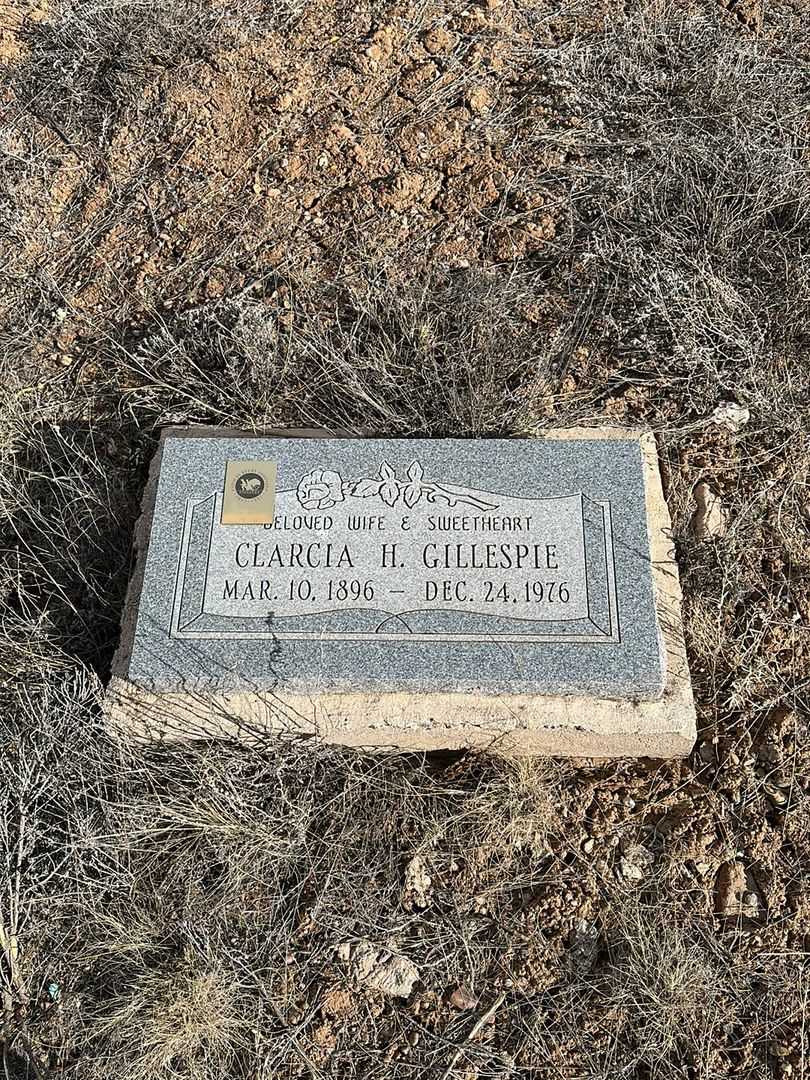 BELOVED WIFE & SWEETHEART
CLARCIA H. GILLESPIE
MAR. 10, 1896 – DEC. 24, 1976